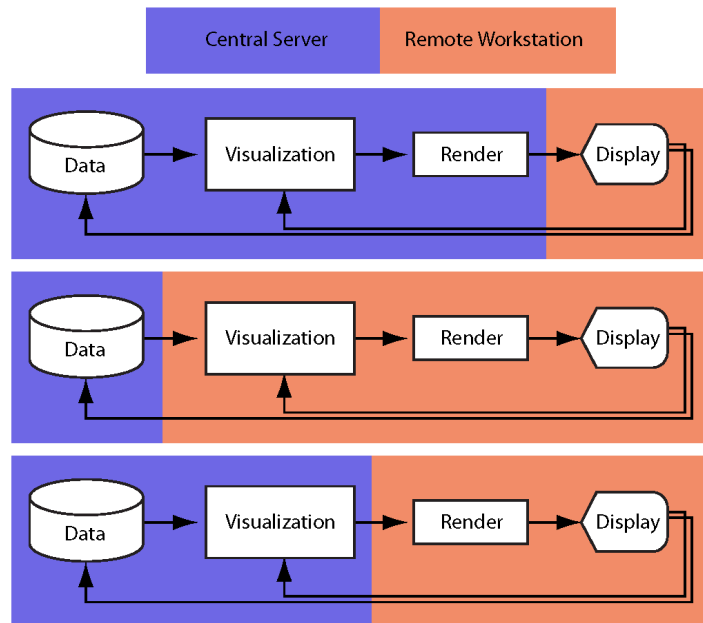 Central Server
Remote Workstation
Data
Visualization
Render
Display
Data
Visualization
Render
Display
Data
Visualization
Render
Display